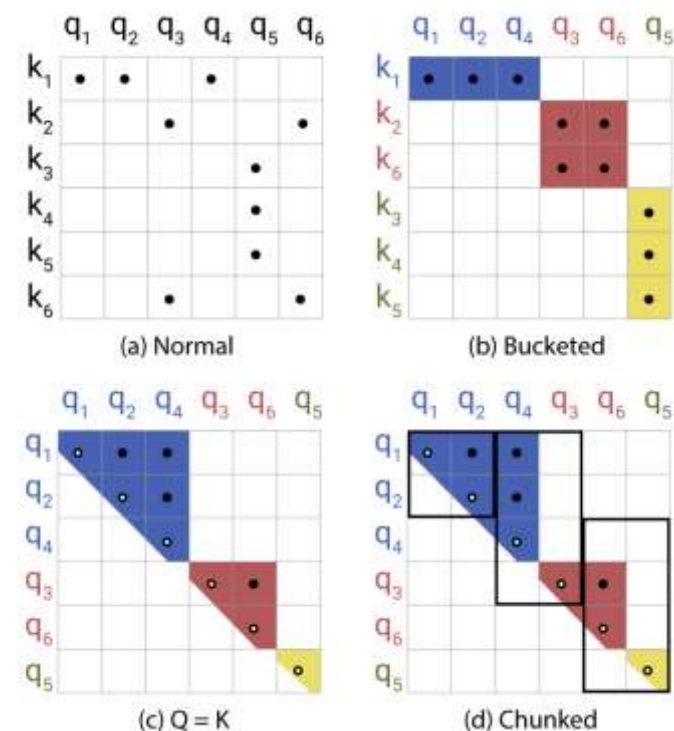 q1 q2 q3 q4 q5 q6
k1
k2
k3
k4
k5
k6
(a) Normal
q1 q2 q4 q3 q6 q5
k1
k2
k6
k3
k4
k5
(b) Bucketed
q1 q2 q4 q3 q6 q5
q1
q2
q4
q3
q6
q5
(c) Q = K
q1 q2 q4 q3 q6 q5
q1
q2
q4
q3
q6
q5
(d) Chunked